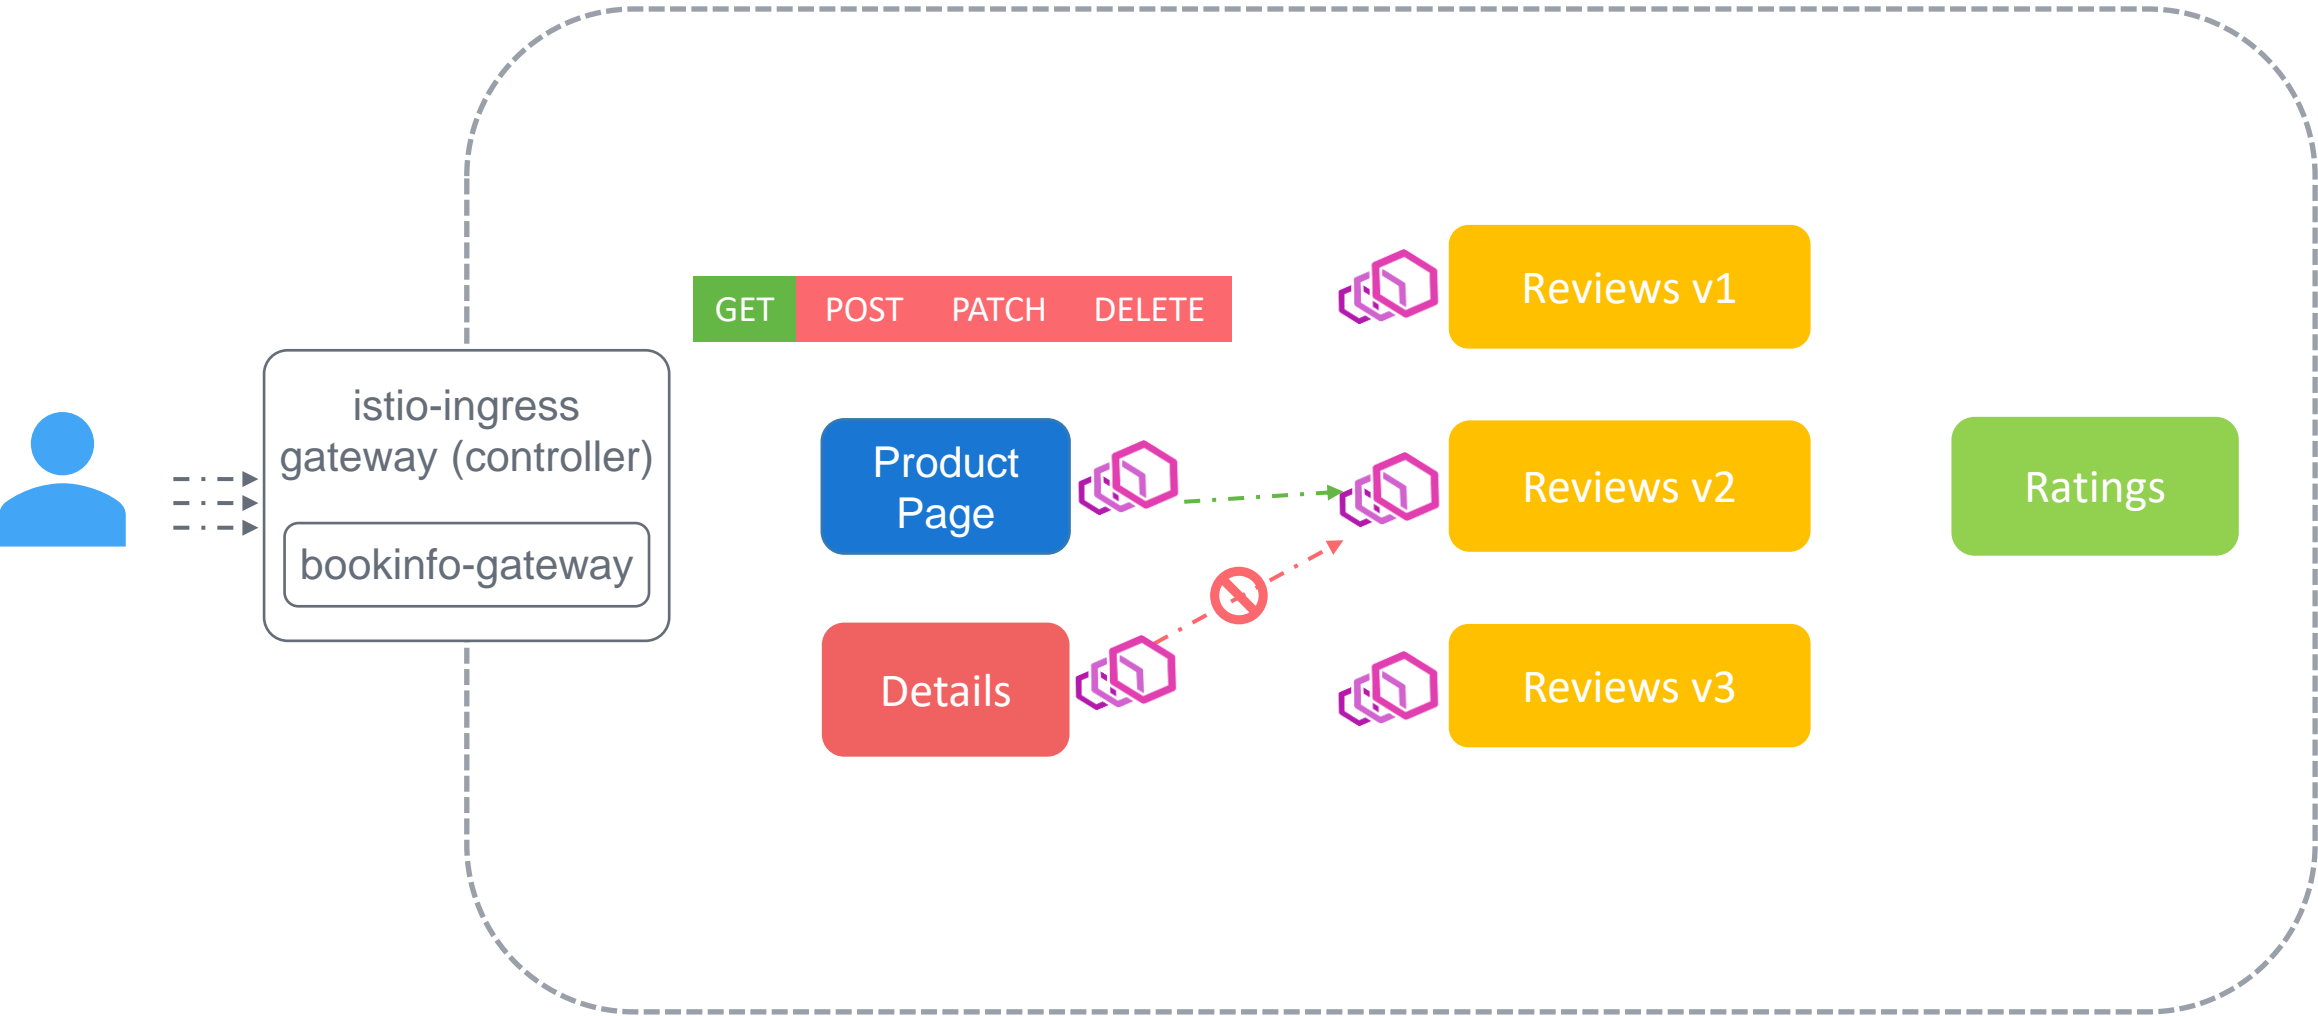 istio-ingress
gateway (controller)
bookinfo-gateway
GET POST PATCH DELETE
Product
Page
Details
Reviews v1
Reviews v2
Reviews v3
Ratings